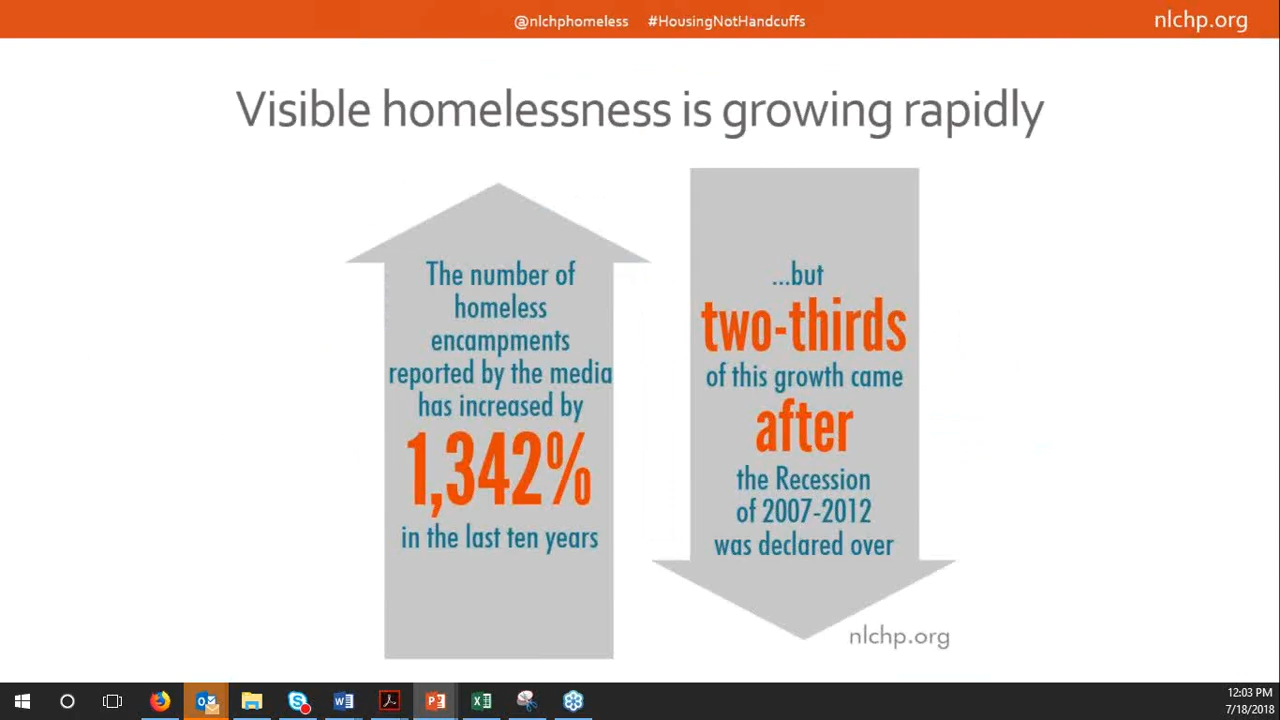 @nlchphomeless #HousingNotHandcuffs nlchp.org
Visible homelessness is growing rapidly
The number of
homeless
encampments
reported by the media
has increased by
1,342%
in the last ten years
...but
two-thirds
of this growth came
after
the Recession
of 2007-2012
was declared over
nlchp.org
12:03 PM
7/18/2018